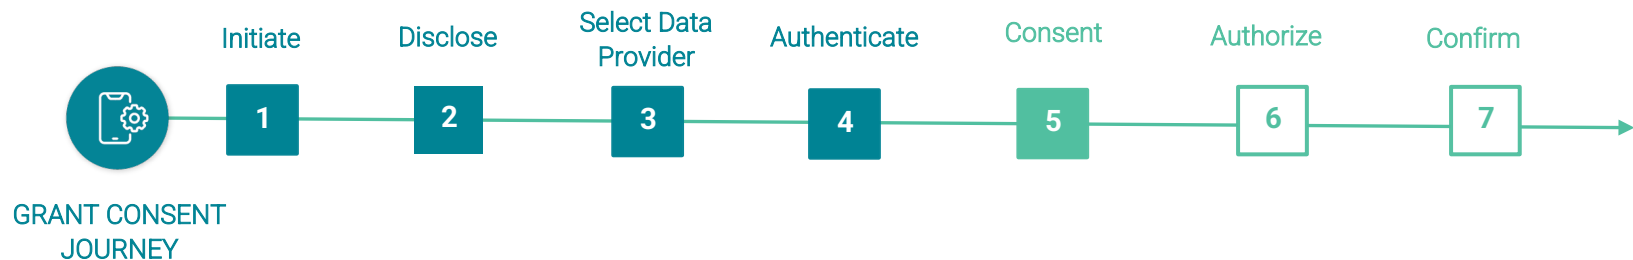 Initiate
Disclose
Select Data
Provider
Authenticate
Consent
Authorize
Confirm
1
2
3
4
5
6
7
GRANT CONSENT
JOURNEY